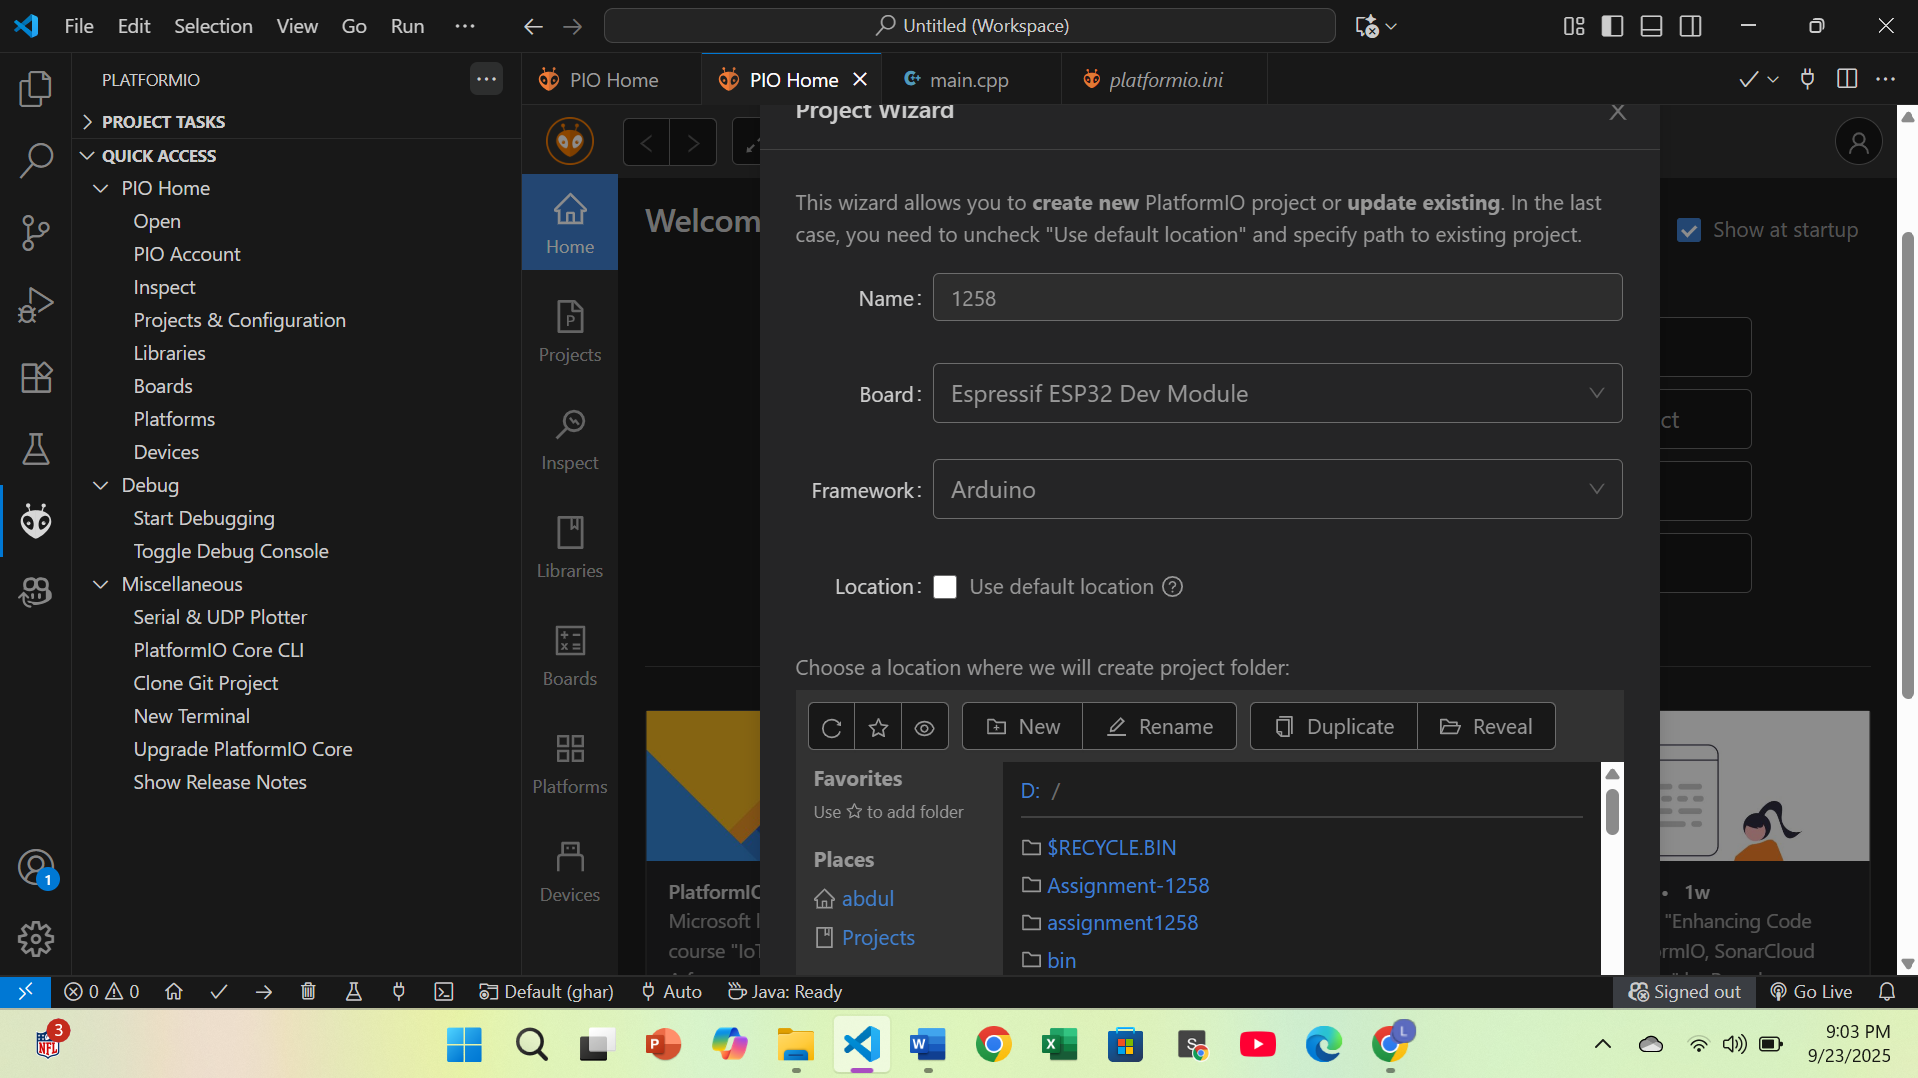 File Edit Selection View Go Run ··· Untitled (Workspace)
PLATFORMIO
PROJECT TASKS
QUICK ACCESS
PIO Home
Open
PIO Account
Inspect
Projects & Configuration
Libraries
Boards
Platforms
Devices
Debug
Start Debugging
Toggle Debug Console
Miscellaneous
Serial & UDP Plotter
PlatformIO Core CLI
Clone Git Project
New Terminal
Upgrade PlatformIO Core
Show Release Notes
1
PIO Home PIO Home main.cpp platformio.ini
Home
Projects
Inspect
Libraries
Boards
Platforms
Devices
Welcom
Show at startup
ct
Project Wizard
This wizard allows you to create new PlatformIO project or update existing. In the last
case, you need to uncheck "Use default location" and specify path to existing project.
Name: 1258
Board: Espressif ESP32 Dev Module
Framework: Arduino
Location: Use default location
Choose a location where we will create project folder:
New Rename Duplicate Reveal
Favorites
Use ☆ to add folder
Places
abdul
Projects
D: /
$RECYCLE.BIN
Assignment-1258
assignment1258
bin
PlatformIO
Microsoft
course "IoT
• 1w
"Enhancing Code
rmIO, SonarCloud
0 0 Default (ghar) Auto Java: Ready Signed out Go Live
3
NFL
P
W
X
S
L
9:03 PM
9/23/2025